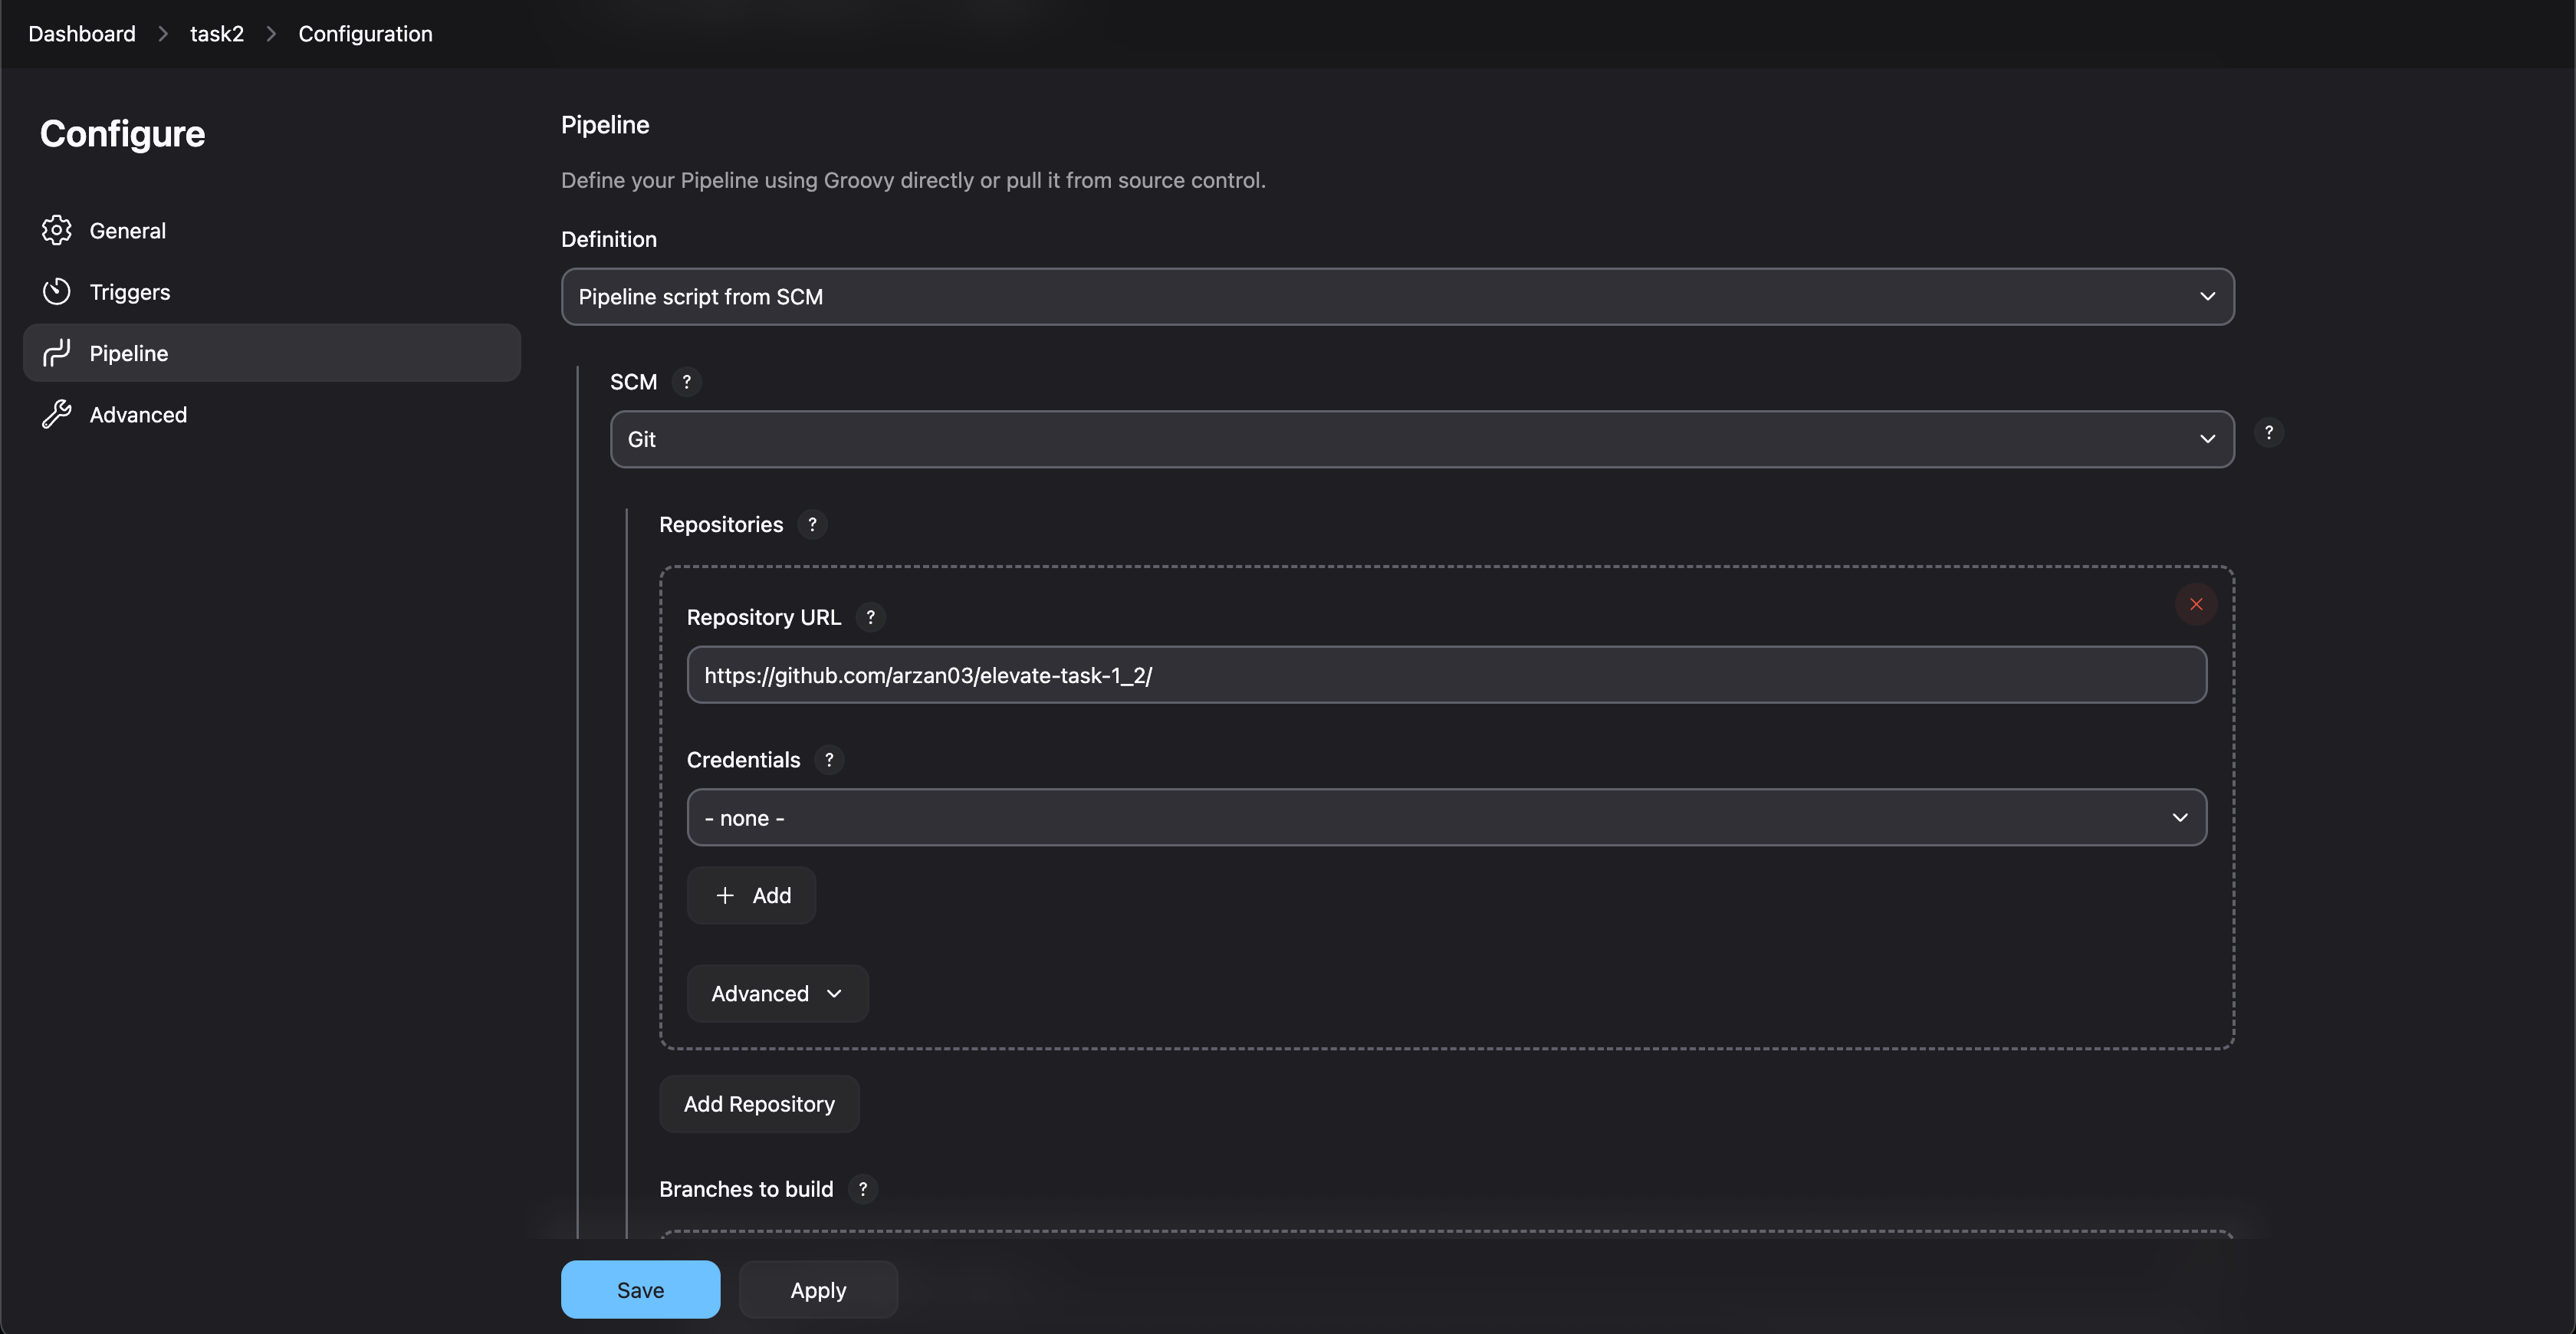 Dashboard > task2 > Configuration
Configure
General
Triggers
Pipeline
Advanced
Pipeline
Define your Pipeline using Groovy directly or pull it from source control.
Definition
Pipeline script from SCM
SCM ?
Git
?
Repositories ?
Repository URL ?
https://github.com/arzan03/elevate-task-1_2/
Credentials ?
- none -
+ Add
Advanced
Add Repository
Branches to build ?
Save
Apply